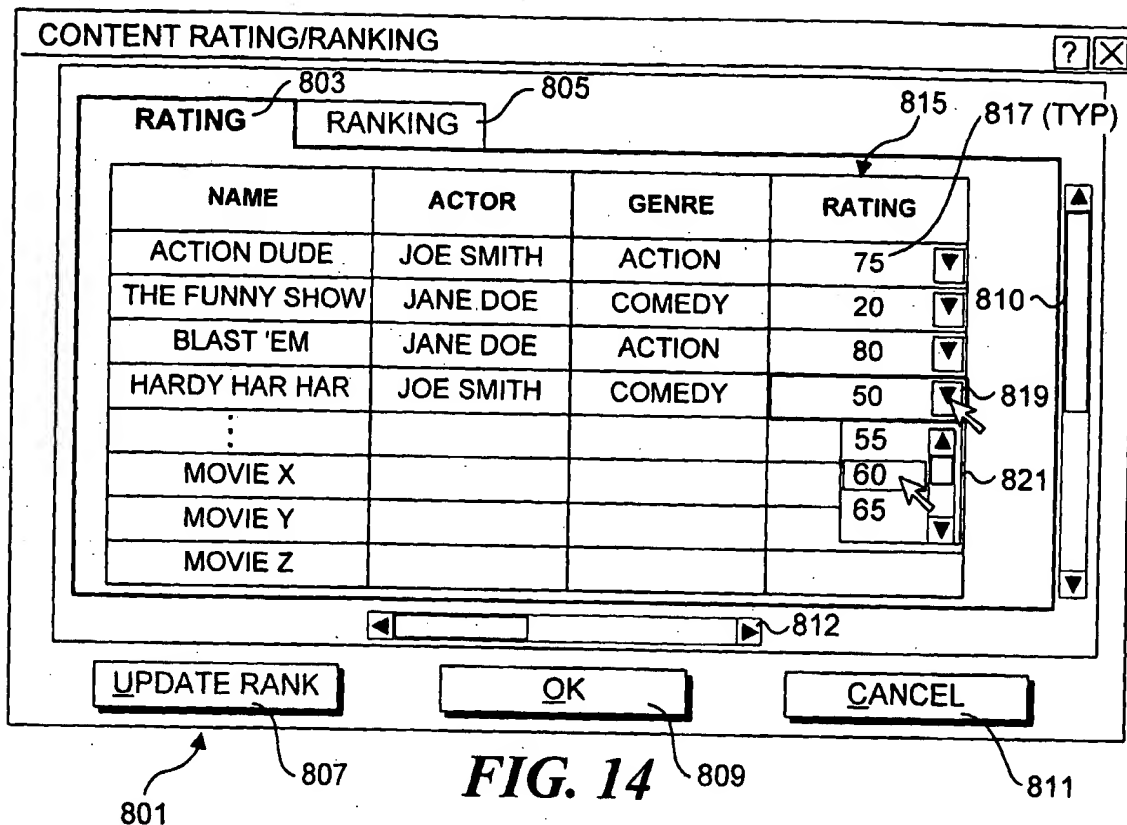 CONTENT RATING/RANKING ? X
803 805 815 817 (TYP)
RATING RANKING
NAME ACTOR GENRE RATING
ACTION DUDE JOE SMITH ACTION 75
THE FUNNY SHOW JANE DOE COMEDY 20 810
BLAST 'EM JANE DOE ACTION 80
HARDY HAR HAR JOE SMITH COMEDY 50 819
⋮ 55
MOVIE X 60 821
MOVIE Y 65
MOVIE Z
812
UPDATE RANK OK CANCEL
801 807 FIG. 14 809 811